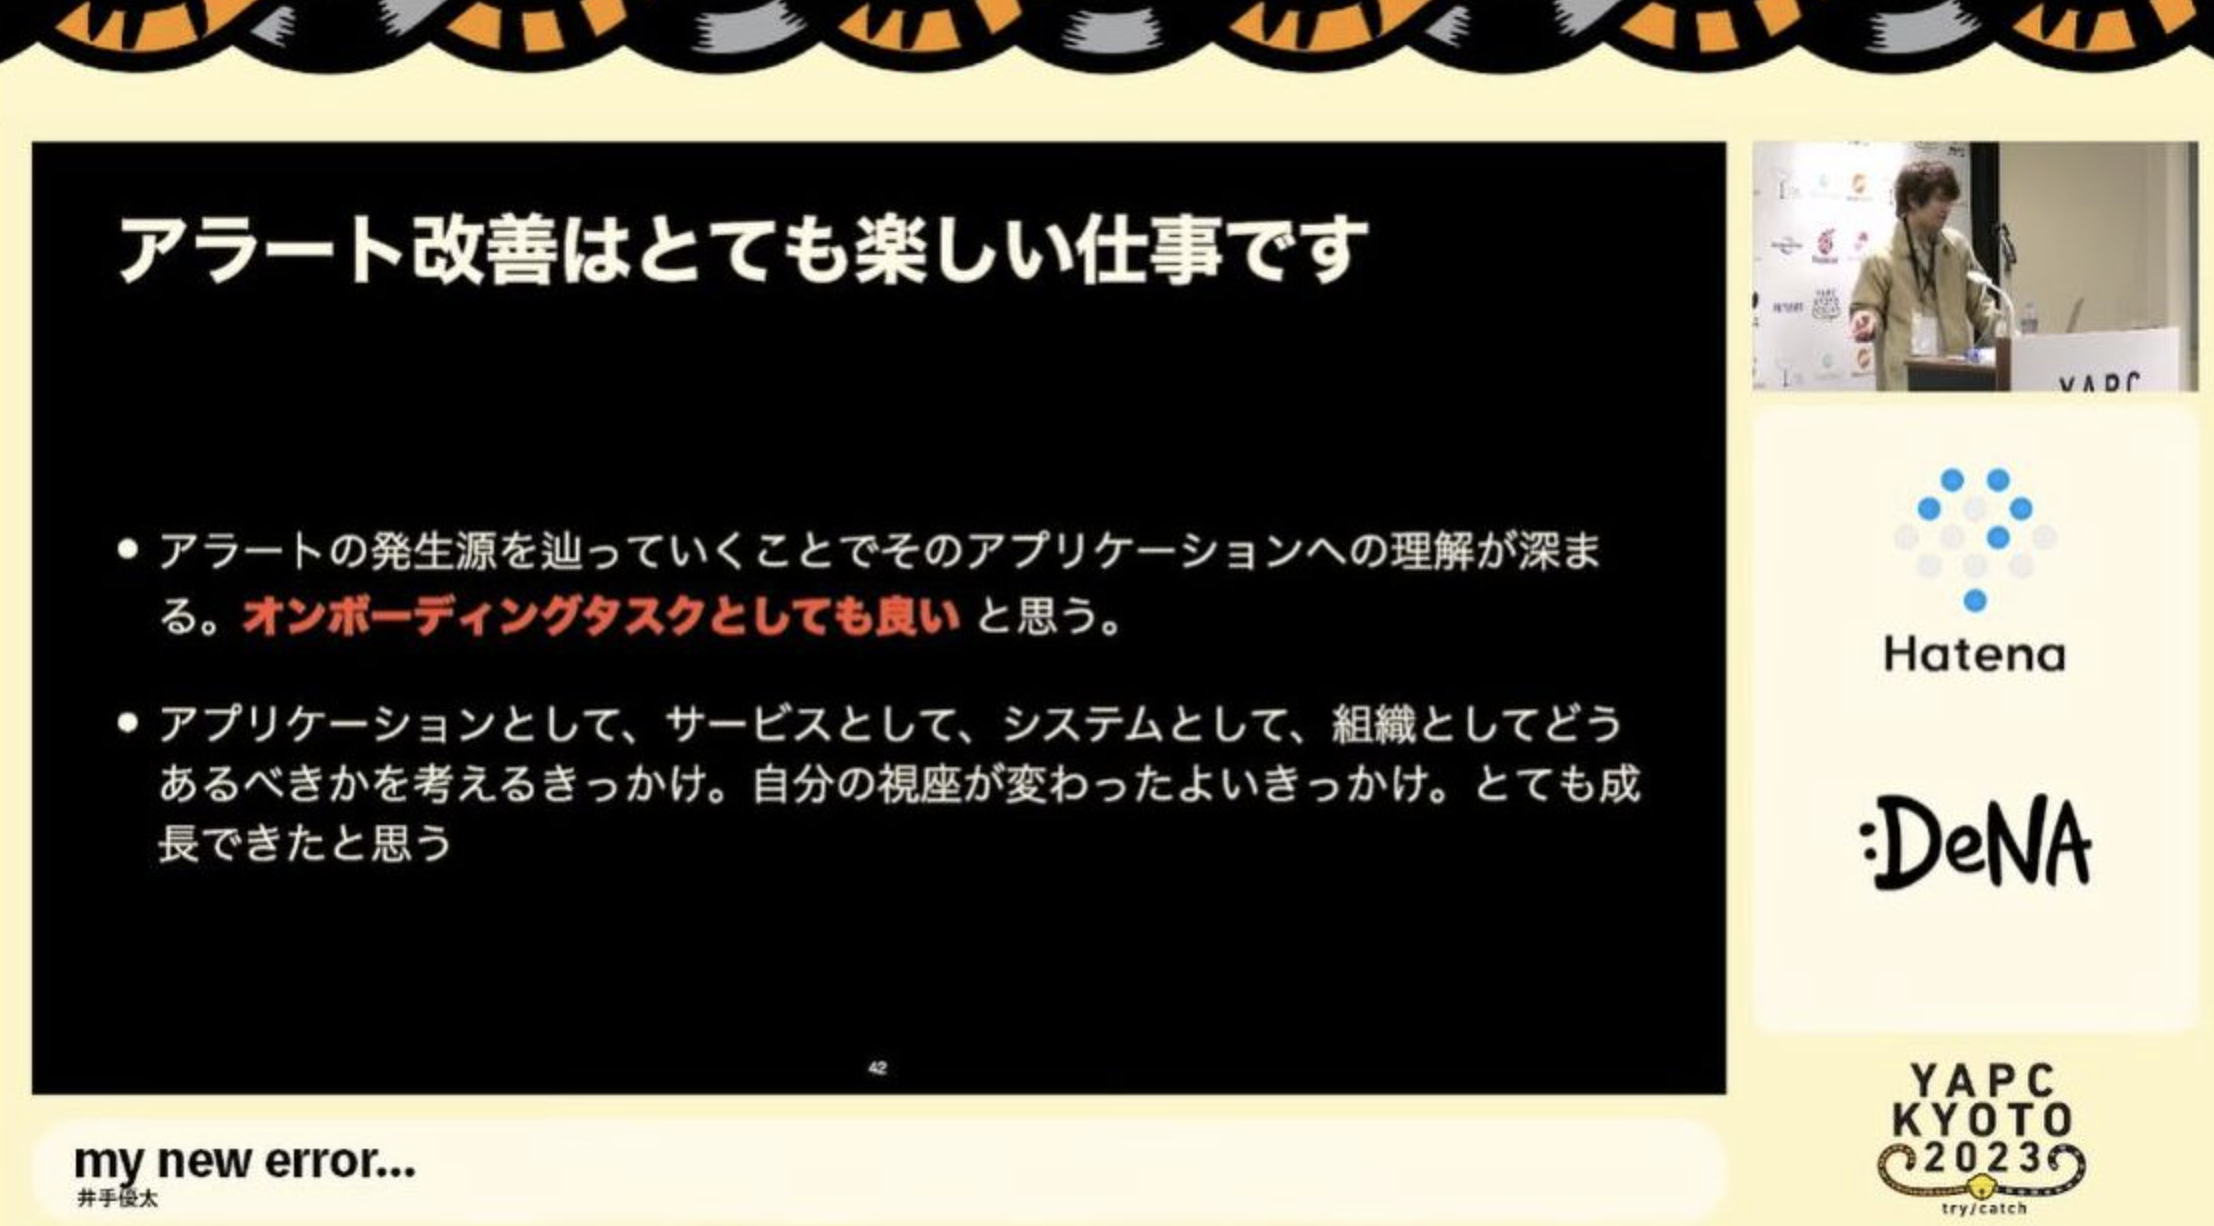 アラート改善はとても楽しい仕事です
• アラートの発生源を辿っていくことでそのアプリケーションへの理解が深ま
る。オンボーディングタスクとしても良い と思う。
• アプリケーションとして、サービスとして、システムとして、組織としてどう
あるべきかを考えるきっかけ。自分の視座が変わったよいきっかけ。とても成
長できたと思う
42
my new error...
井手優太
YAPC
Hatena
:DeNA
YAPC
KYOTO
2023
try/catch